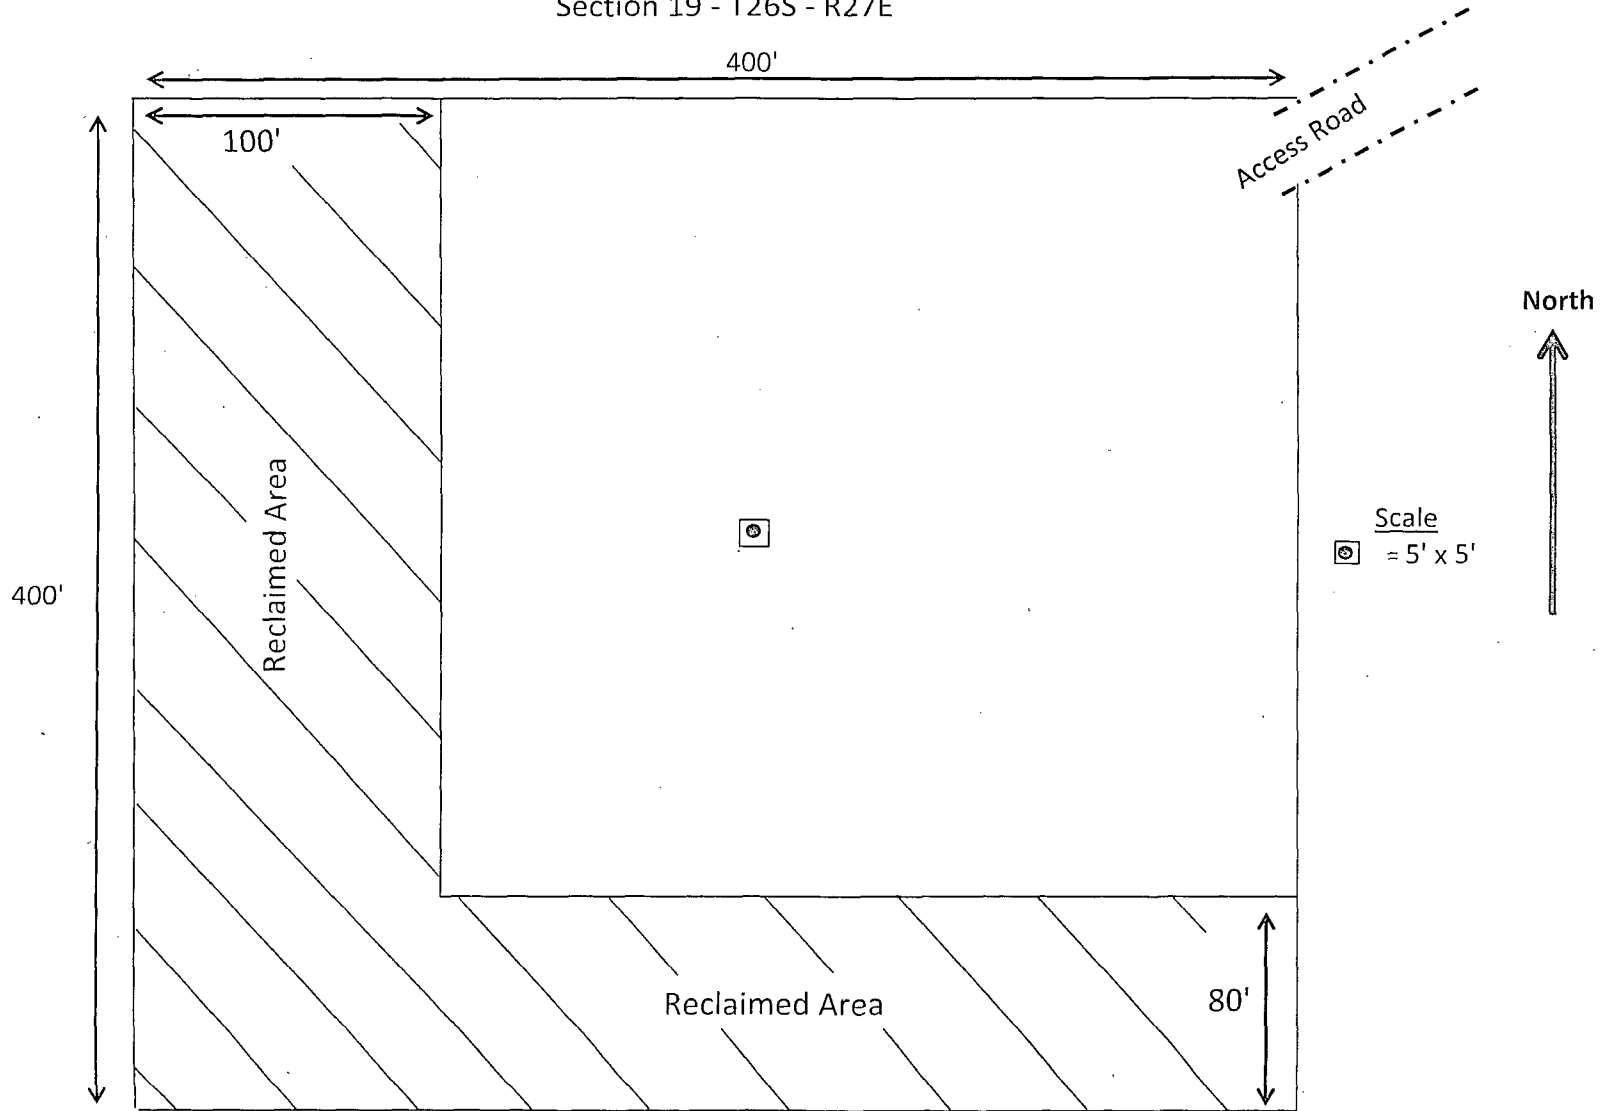 Section 19 - T26S - R27E
400'
100'
Access Road
North
Reclaimed Area
Scale
= 5' x 5'
400'
Reclaimed Area
80'